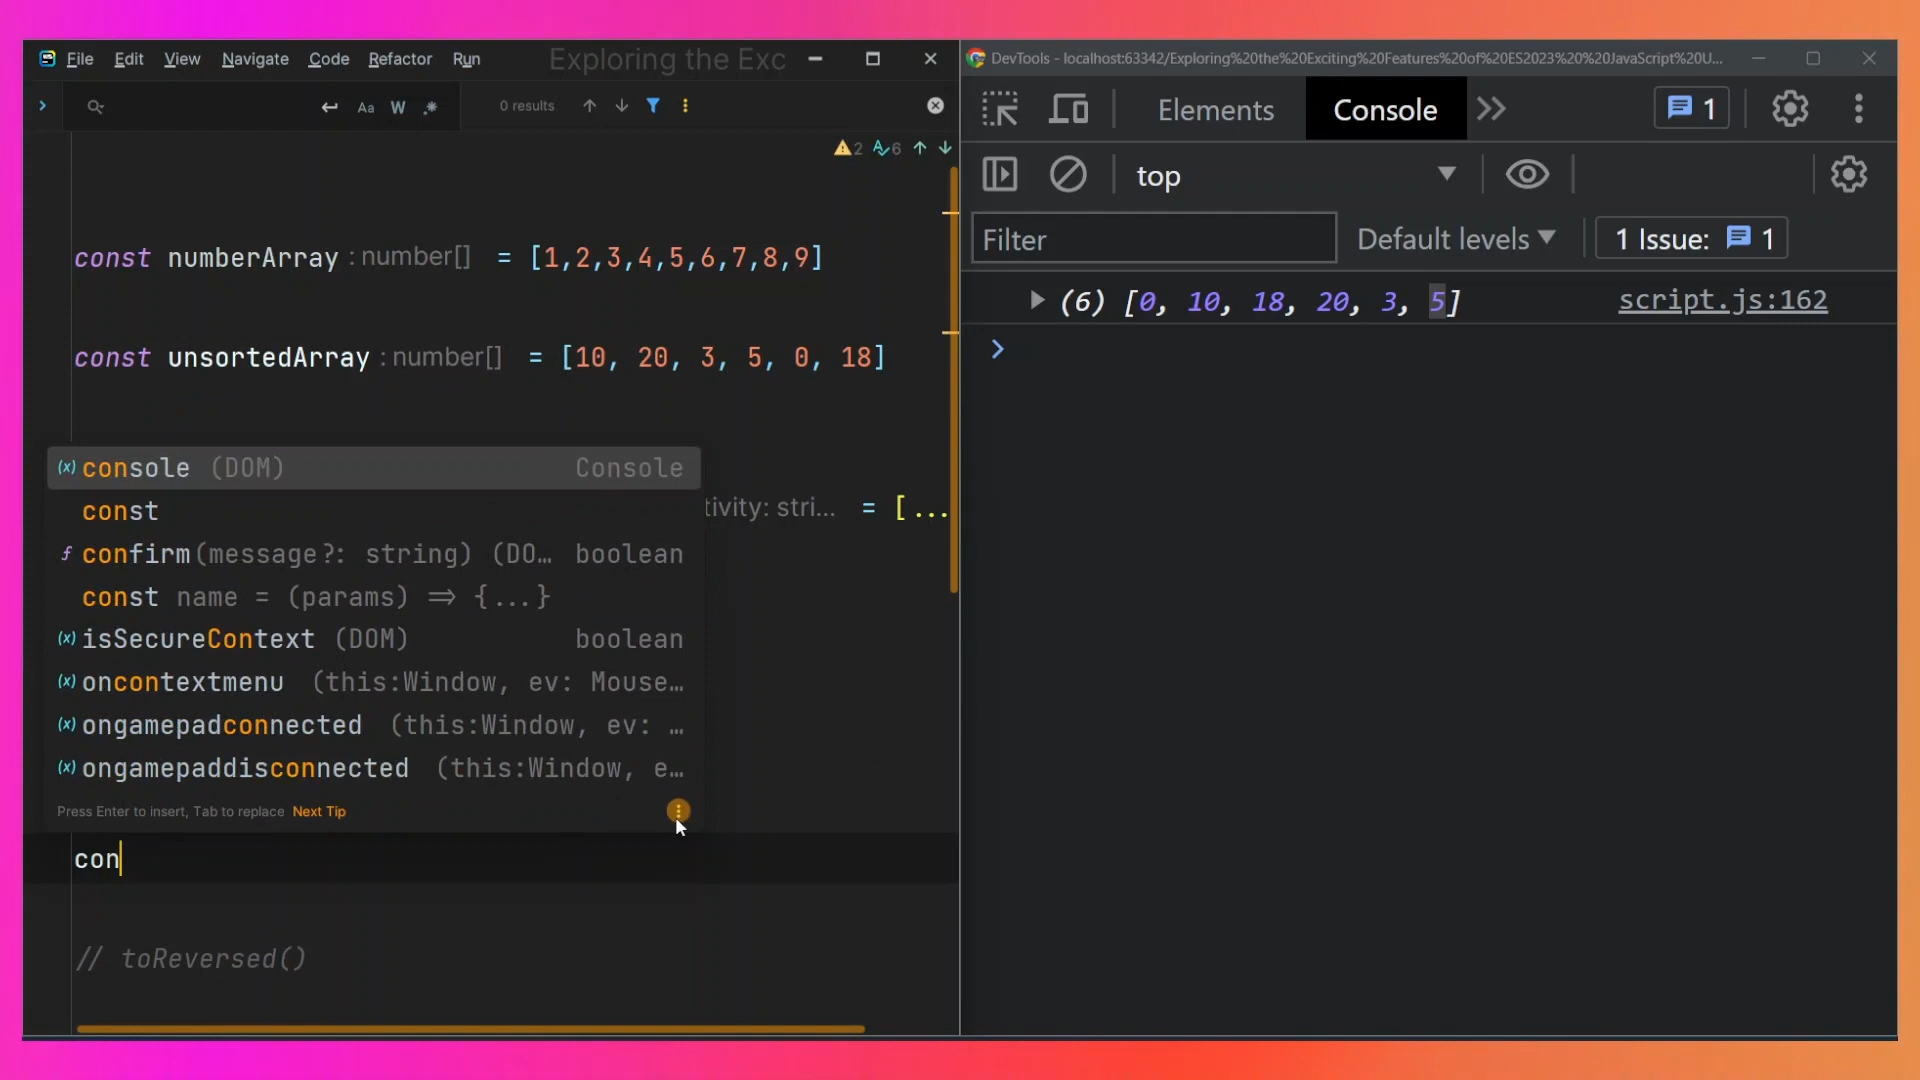 File Edit View Navigate Code Refactor Run Exploring the Exc
Aa W 0 results
2 6
const numberArray : number[] = [1,2,3,4,5,6,7,8,9]
const unsortedArray : number[] = [10, 20, 3, 5, 0, 18]
tivity: stri... = [...
(x) console (DOM) Console
const
f confirm(message?: string) (DO… boolean
const name = (params) => {...}
(x) isSecureContext (DOM) boolean
(x) oncontextmenu (this:Window, ev: Mouse…
(x) ongamepadconnected (this:Window, ev: …
(x) ongamepaddisconnected (this:Window, e…
Press Enter to insert, Tab to replace Next Tip
con
// toReversed()
DevTools - localhost:63342/Exploring%20the%20Exciting%20Features%20of%20ES2023%20%20JavaScript%20U...
Elements Console 1
top
Filter Default levels 1 Issue: 1
(6) [0, 10, 18, 20, 3, 5] script.js:162